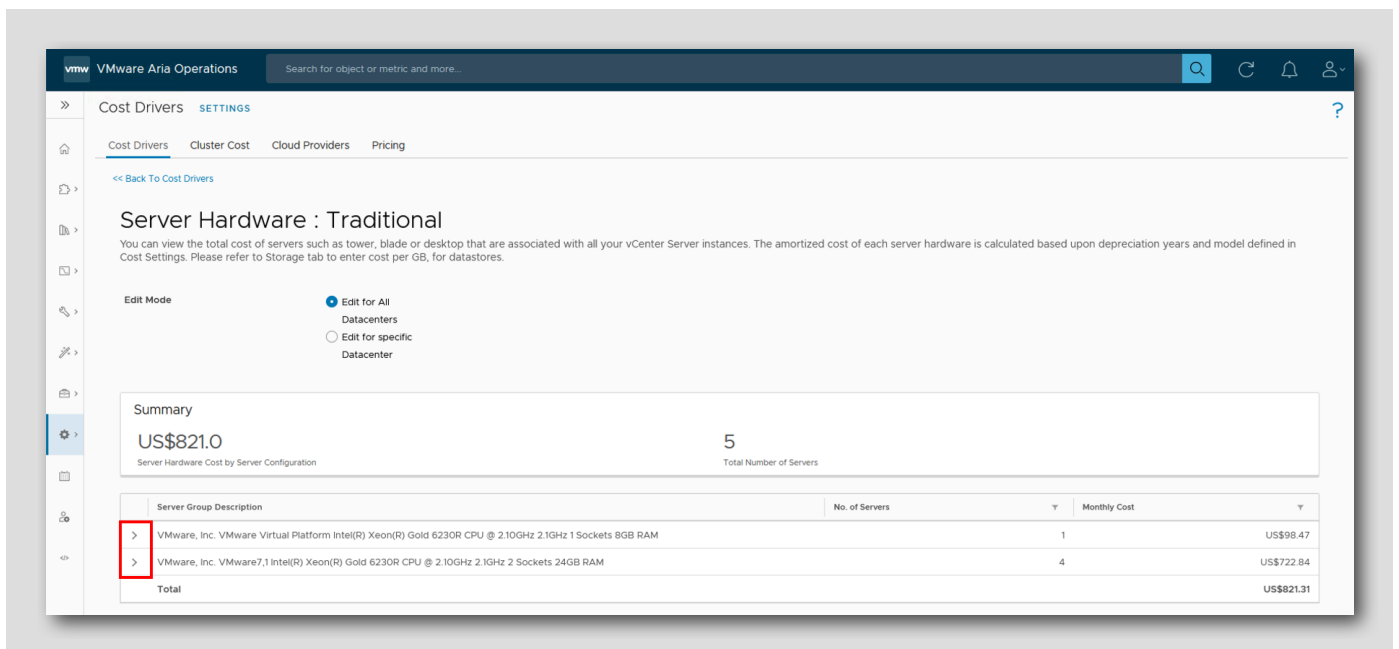 vmw VMware Aria Operations Search for object or metric and more...
Cost Drivers SETTINGS ?
Cost Drivers Cluster Cost Cloud Providers Pricing
<< Back To Cost Drivers
Server Hardware : Traditional
You can view the total cost of servers such as tower, blade or desktop that are associated with all your vCenter Server instances. The amortized cost of each server hardware is calculated based upon depreciation years and model defined in
Cost Settings. Please refer to Storage tab to enter cost per GB, for datastores.
Edit Mode Edit for All
Datacenters
Edit for specific
Datacenter
Summary
US$821.0 5
Server Hardware Cost by Server Configuration Total Number of Servers
Server Group Description No. of Servers Monthly Cost
VMware, Inc. VMware Virtual Platform Intel(R) Xeon(R) Gold 6230R CPU @ 2.10GHz 2.1GHz 1 Sockets 8GB RAM 1 US$98.47
VMware, Inc. VMware7,1 Intel(R) Xeon(R) Gold 6230R CPU @ 2.10GHz 2.1GHz 2 Sockets 24GB RAM 4 US$722.84
Total US$821.31